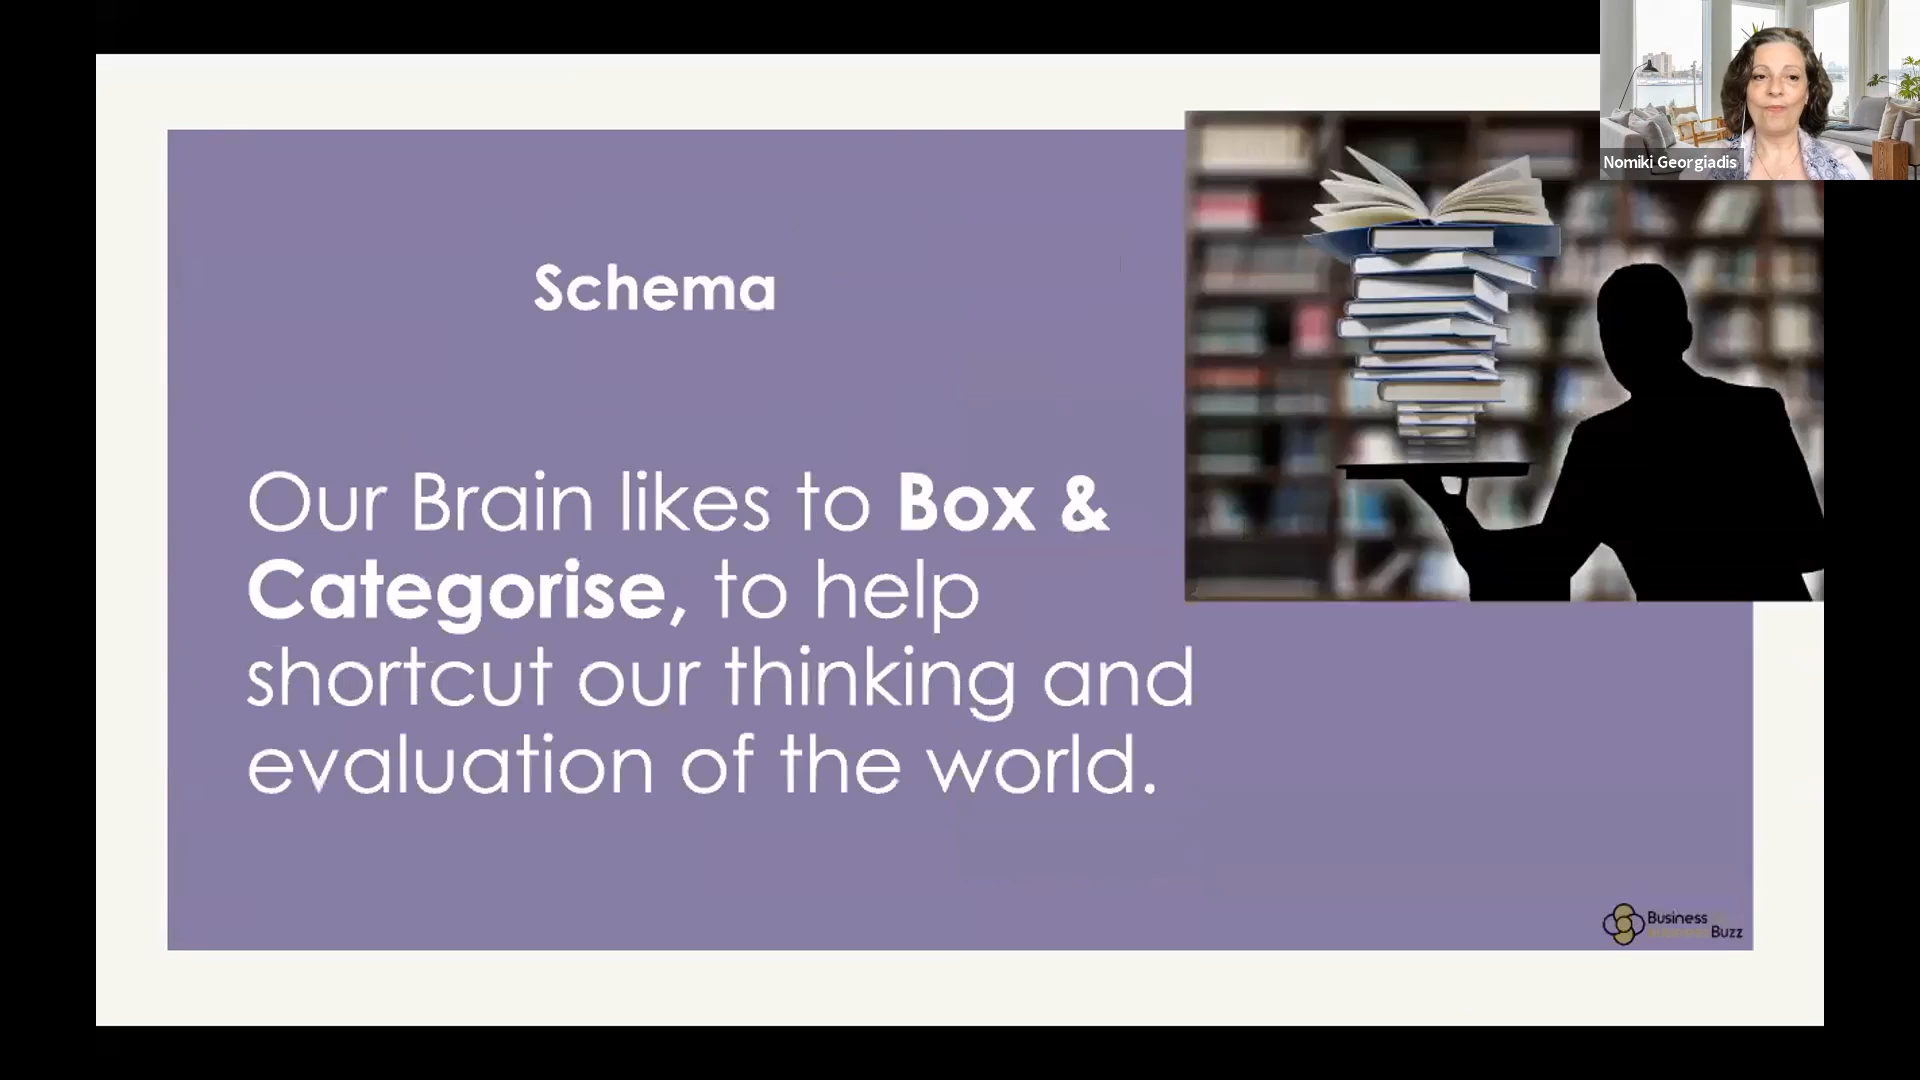 Nomiki Georgiadis
Schema
Our Brain likes to Box &
Categorise, to help
shortcut our thinking and
evaluation of the world.
Business
Buzz